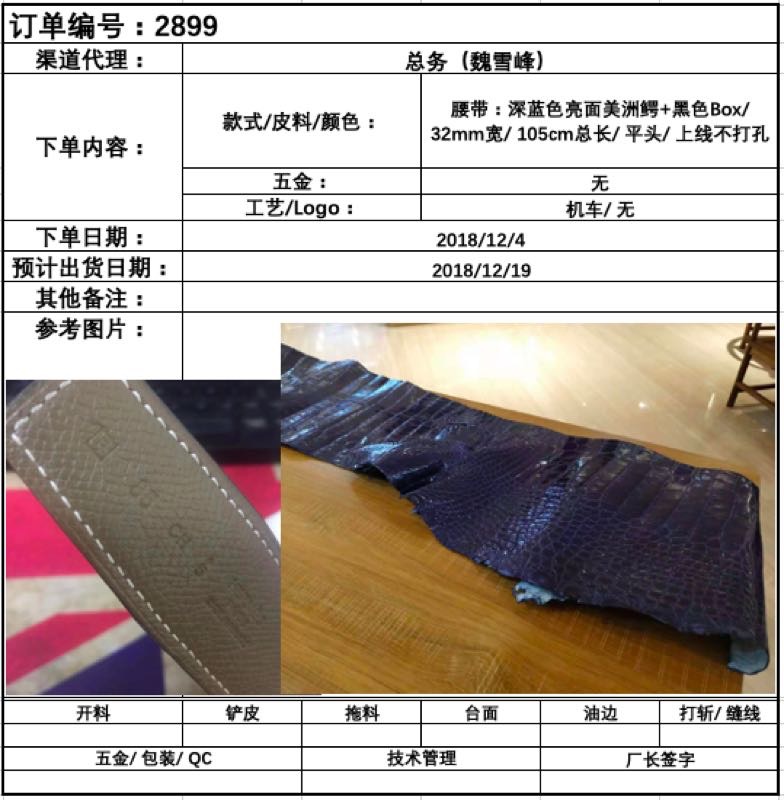 订单编号：2899
渠道代理：
总务（魏雪峰）
下单内容：
款式/皮料/颜色：
腰带：深蓝色亮面美洲鳄+黑色Box/
32mm宽/ 105cm总长/ 平头/ 上线不打孔
五金：
无
工艺/Logo：
机车/ 无
下单日期：
2018/12/4
预计出货日期：
2018/12/19
其他备注：
参考图片：
开料
铲皮
拖料
台面
油边
打斩/ 缝线
五金/ 包装/ QC
技术管理
厂长签字